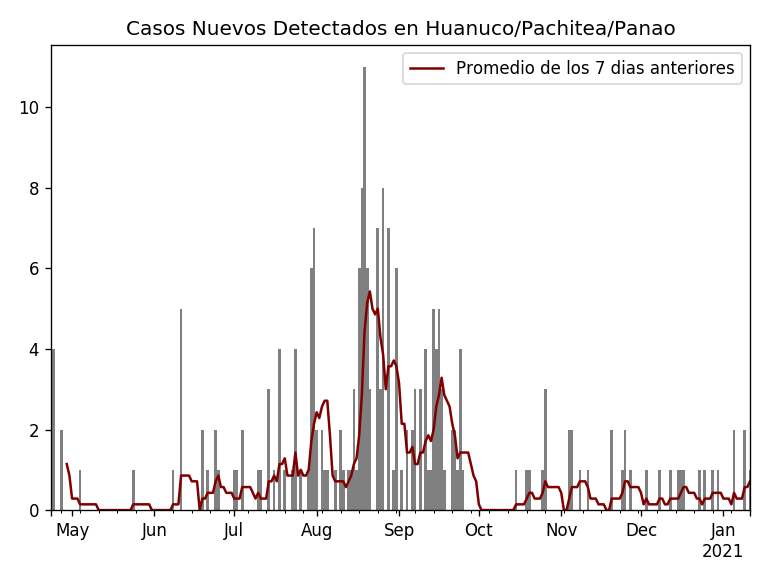 Casos Nuevos Detectados en Huanuco/Pachitea/Panao
Promedio de los 7 dias anteriores
10
8
6
4
2
0
May Jun Jul Aug Sep Oct Nov Dec Jan
2021